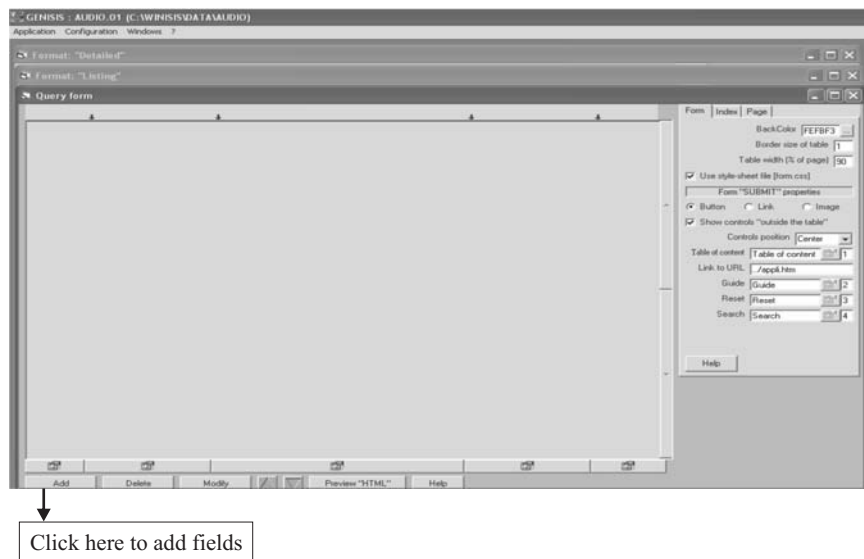 GENISIS : AUDIO.01 (C:\WINISIS\DATA\AUDIO)
Application Configuration Windows ?
Format: "Detailed"
Format: "Listing"
Query form
Form Index Page
BackColor FEFBF3 ...
Border size of table 1
Table width (% of page) 90
Use style-sheet file [form.css]
Form "SUBMIT" properties
Button Link Image
Show controls "outside the table"
Controls position Center
Table of content Table of content 1
Link to URL ../appli.htm
Guide Guide 2
Reset Reset 3
Search Search 4
Help
Add Delete Modify Preview "HTML" Help
Click here to add fields